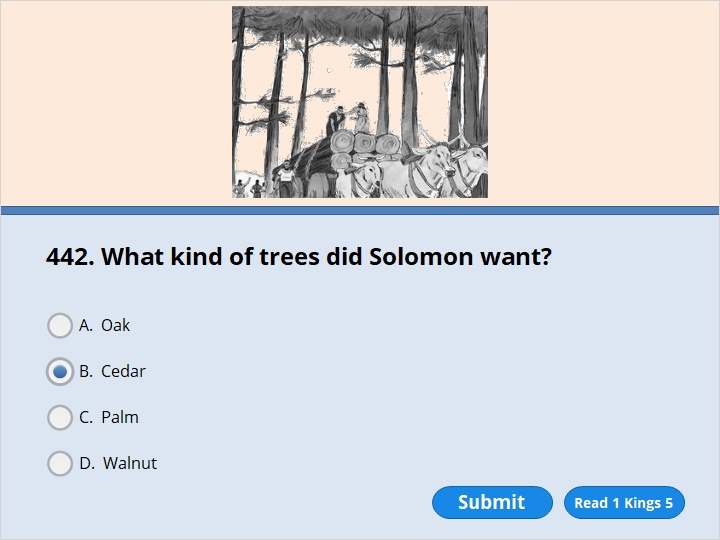 442. What kind of trees did Solomon want?
A. Oak
B. Cedar
C. Palm
D. Walnut
Submit
Read 1 Kings 5